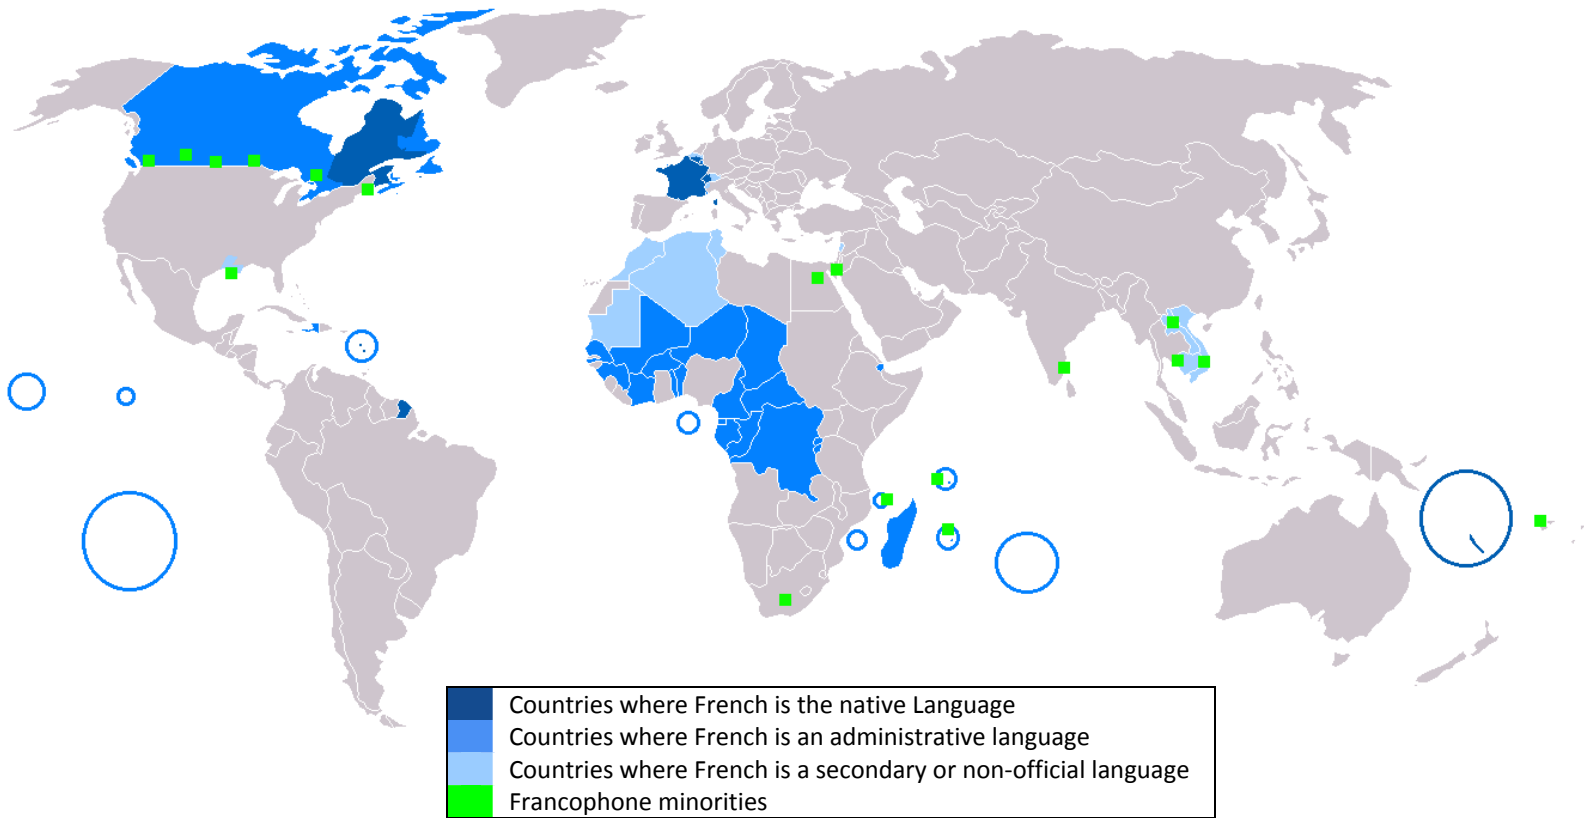 Countries where French is the native Language
Countries where French is an administrative language
Countries where French is a secondary or non-official language
Francophone minorities